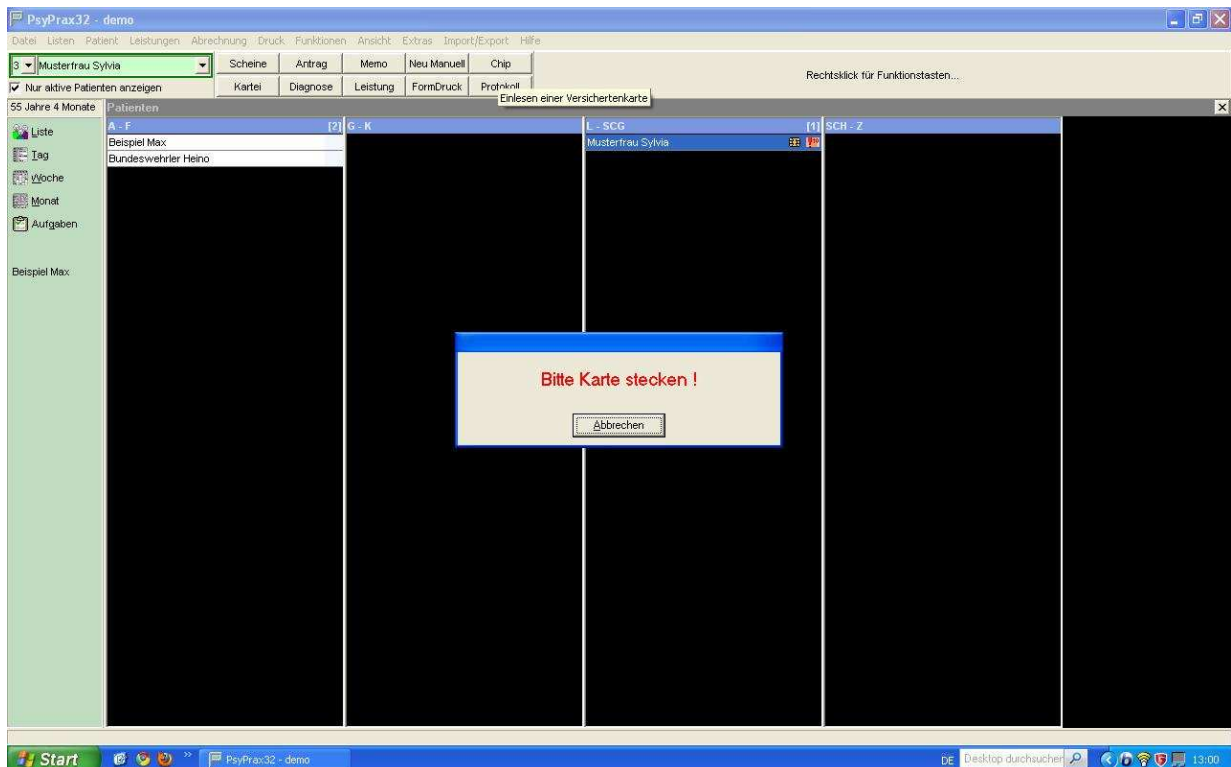 PsyPrax32 - demo
Datei Listen Patient Leistungen Abrechnung Druck Funktionen Ansicht Extras Import/Export Hilfe
3 Musterfrau Sylvia Scheine Antrag Memo Neu Manuell Chip
Rechtsklick für Funktionstasten...
Nur aktive Patienten anzeigen Kartei Diagnose Leistung FormDruck Protokoll
Einlesen einer Versichertenkarte
55 Jahre 4 Monate Patienten
A - F [2] G - K L - SCG [1] SCH - Z
Liste
Beispiel Max Musterfrau Sylvia
Tag
Bundeswehrler Heino
Woche
Monat
Aufgaben
Beispiel Max
Bitte Karte stecken !
Abbrechen
Start PsyPrax32 - demo DE Desktop durchsuchen 13:00